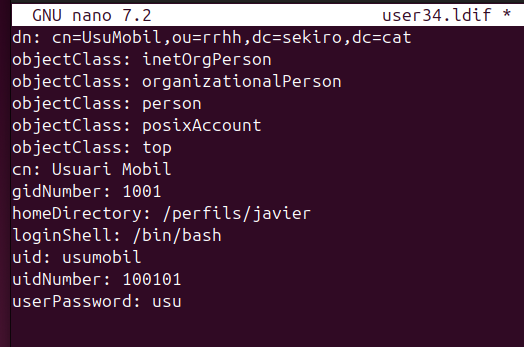 GNU nano 7.2 user34.ldif *
dn: cn=UsuMobil,ou=rrhh,dc=sekiro,dc=cat
objectClass: inetOrgPerson
objectClass: organizationalPerson
objectClass: person
objectClass: posixAccount
objectClass: top
cn: Usuari Mobil
gidNumber: 1001
homeDirectory: /perfils/javier
loginShell: /bin/bash
uid: usumobil
uidNumber: 100101
userPassword: usu